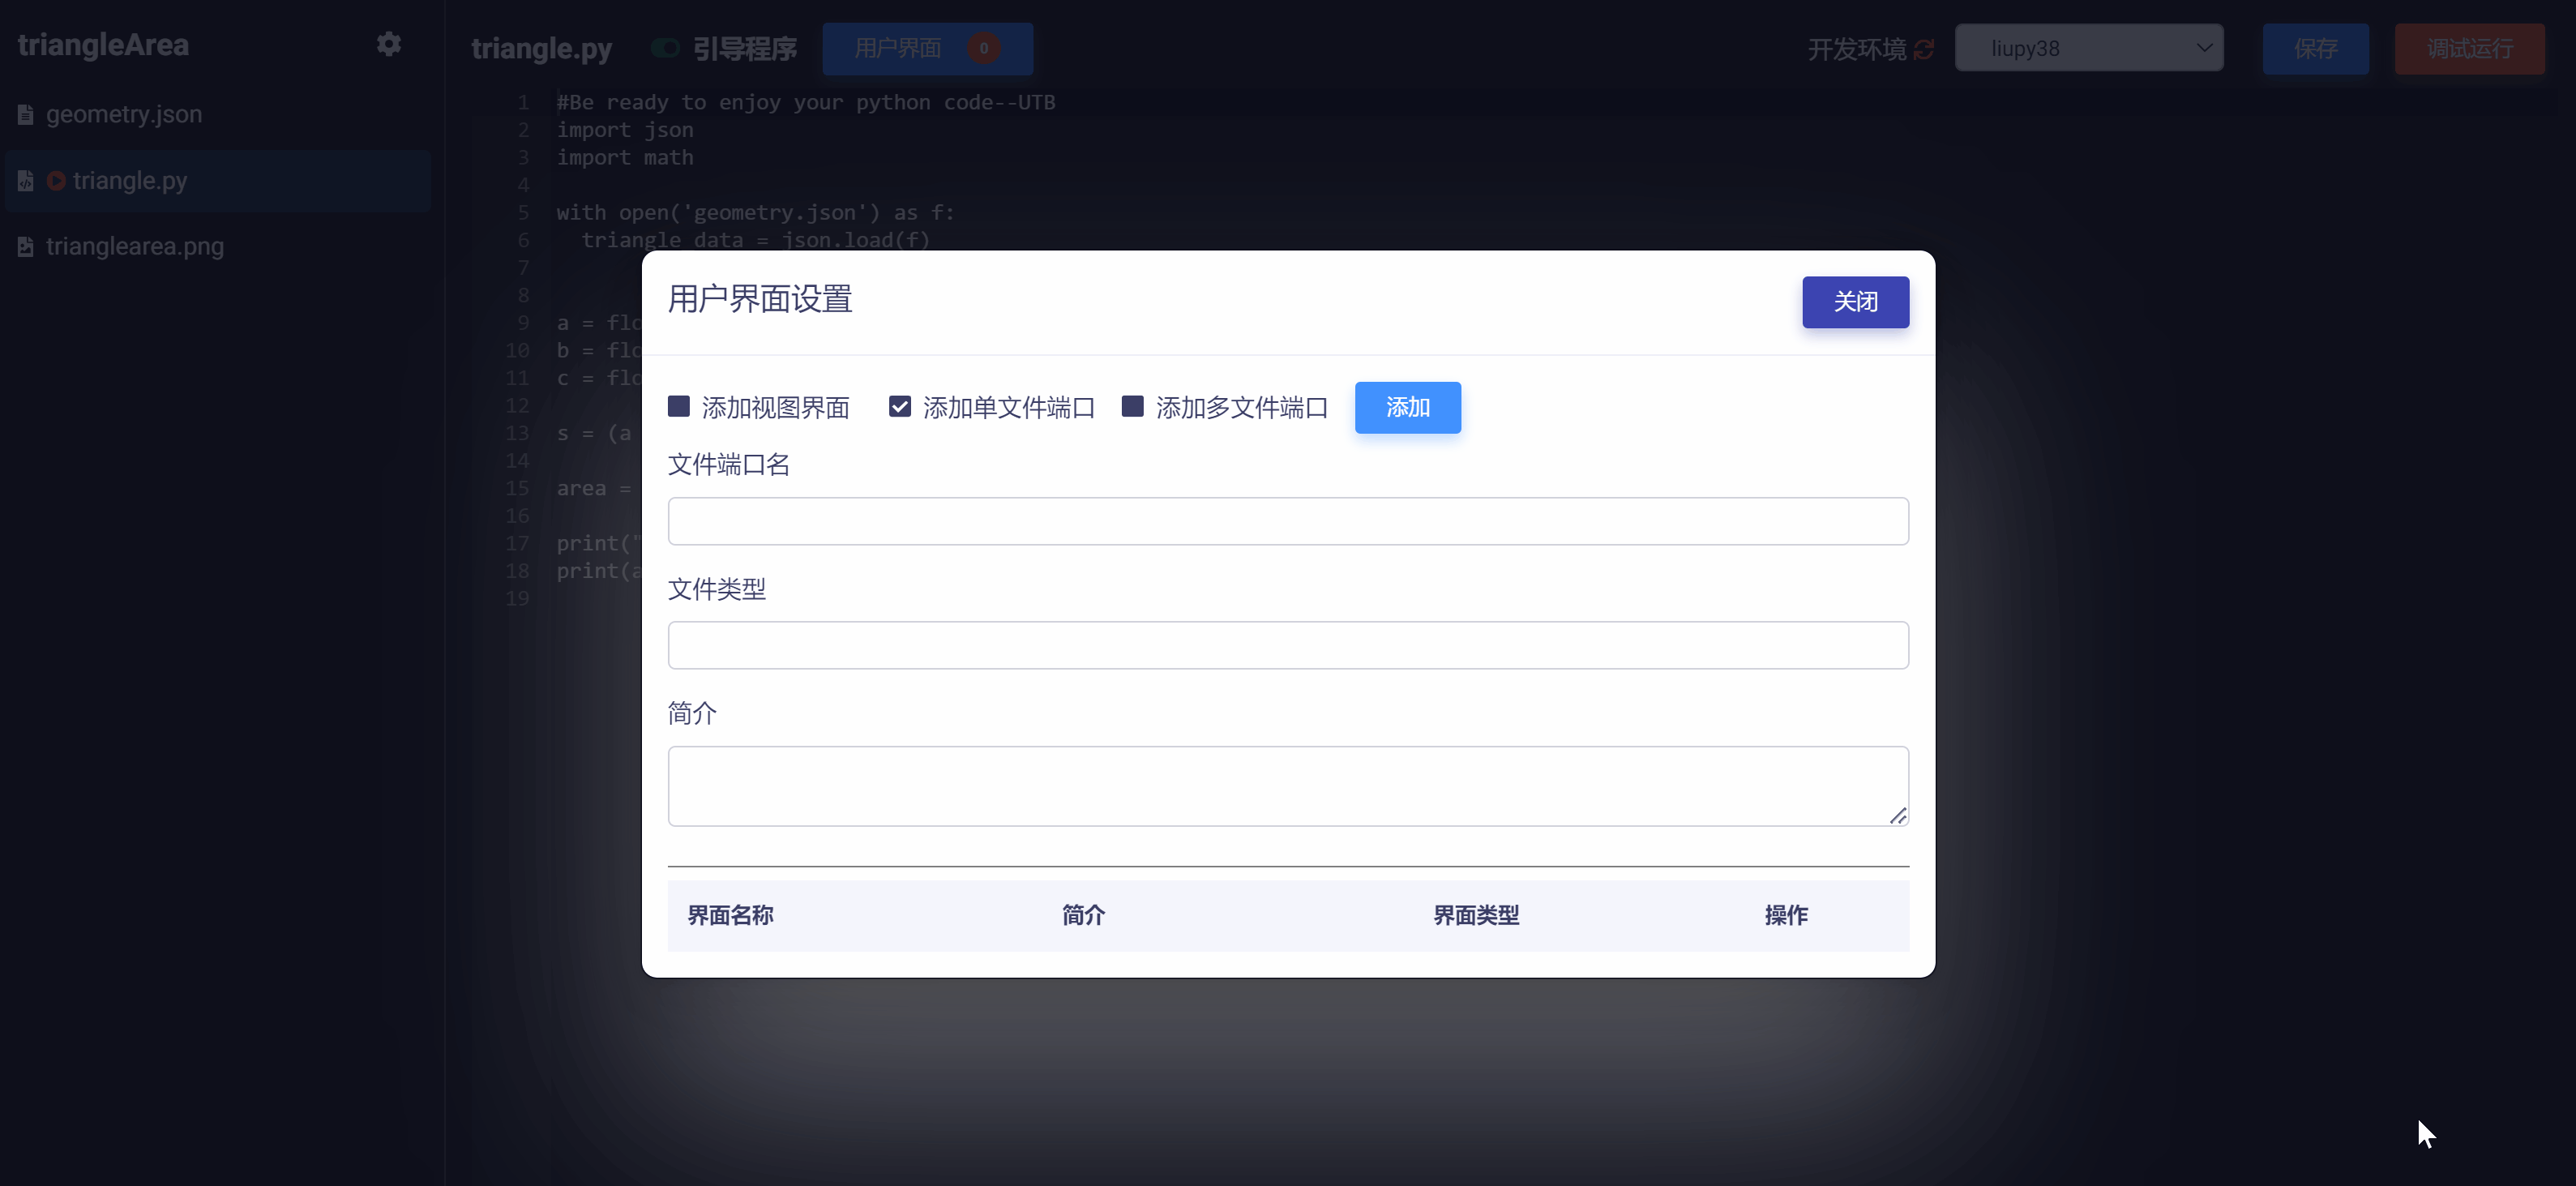 triangleArea
geometry.json
triangle.py
trianglearea.png
triangle.py 引导程序 用户界面 0 开发环境 liupy38 保存 调试运行
1 #Be ready to enjoy your python code--UTB
2 import json
3 import math
4
5 with open('geometry.json') as f:
6 triangle_data = json.load(f)
7
8
9 a = flo
10 b = flo
11 c = flo
12
13 s = (a
14
15 area =
16
17 print("
18 print(a
19
用户界面设置 关闭
添加视图界面 添加单文件端口 添加多文件端口 添加
文件端口名
文件类型
简介
界面名称 简介 界面类型 操作